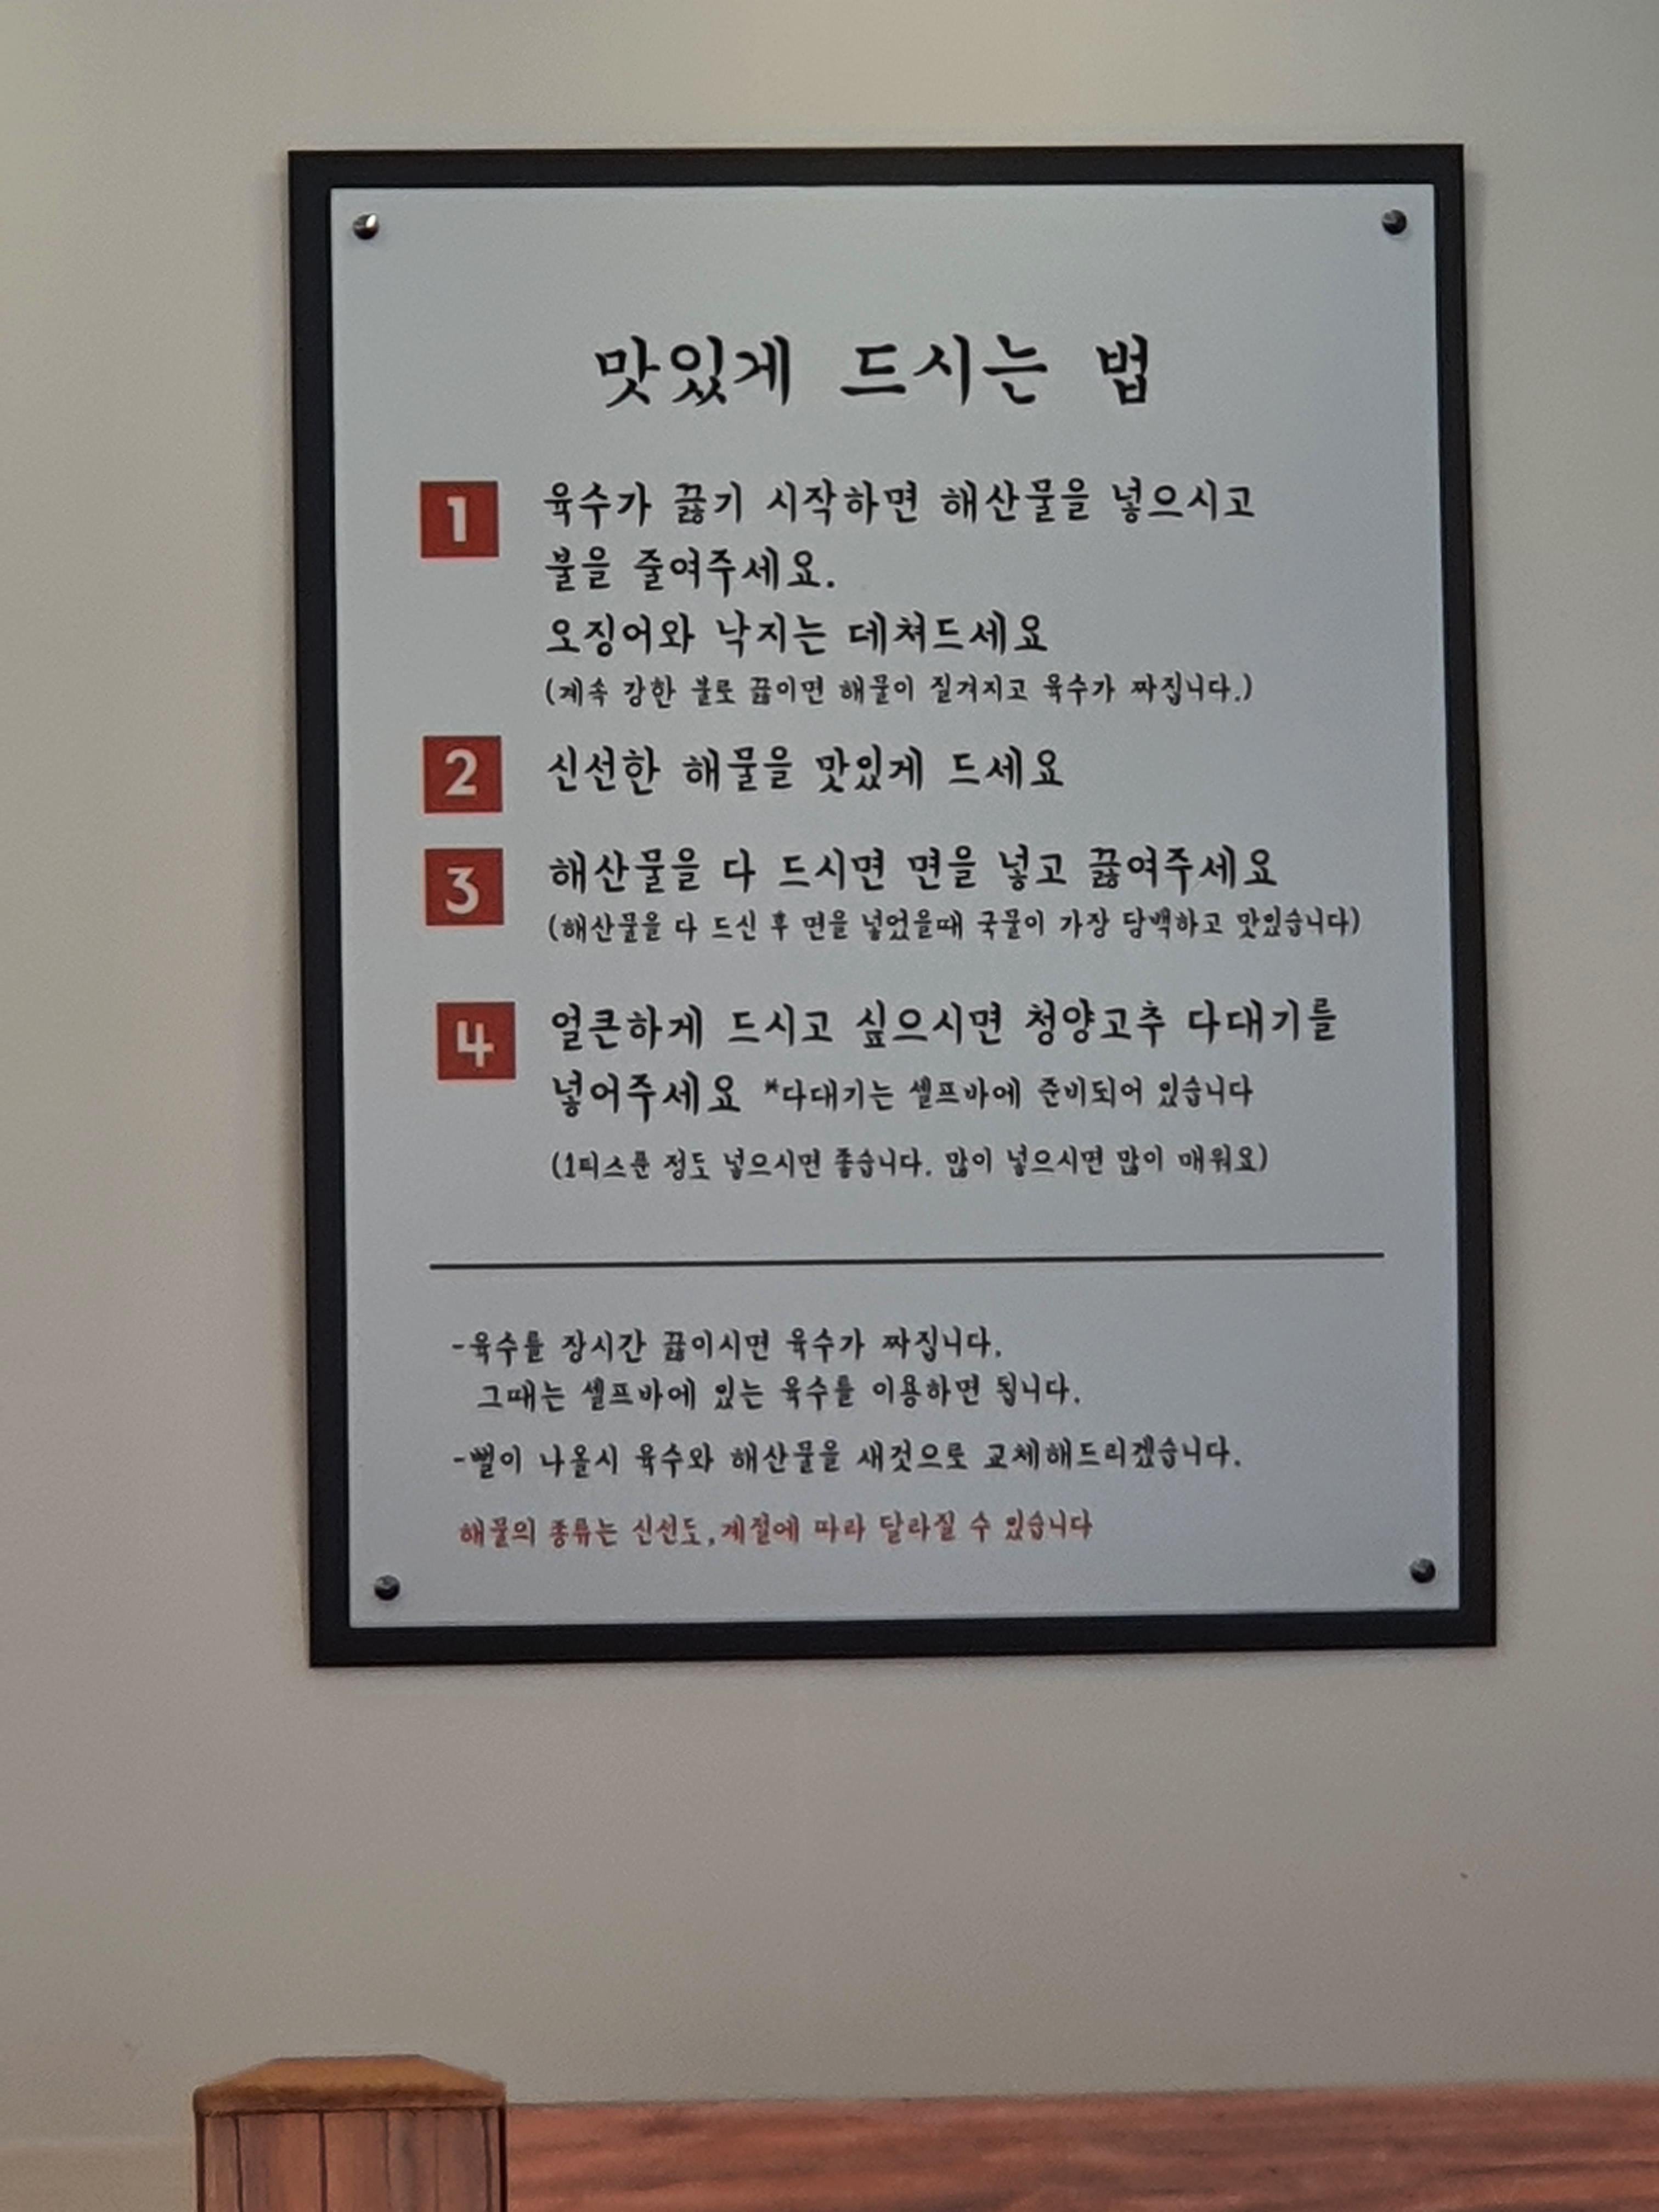 맛있게 드시는 법
1 육수가 끓기 시작하면 해산물을 넣으시고
불을 줄여주세요.
오징어와 낙지는 데쳐드세요
(계속 강한 불로 끓이면 해물이 질겨지고 육수가 짜집니다.)
2 신선한 해물을 맛있게 드세요
3 해산물을 다 드시면 면을 넣고 끓여주세요
(해산물을 다 드신 후 면을 넣었을때 국물이 가장 담백하고 맛있습니다)
4 얼큰하게 드시고 싶으시면 청양고추 다대기를
넣어주세요 *다대기는 셀프바에 준비되어 있습니다
(1티스푼 정도 넣으시면 좋습니다. 많이 넣으시면 많이 매워요)
-육수를 장시간 끓이시면 육수가 짜집니다.
그때는 셀프바에 있는 육수를 이용하면 됩니다.
-뻘이 나올시 육수와 해산물을 새것으로 교체해드리겠습니다.
해물의 종류는 신선도,계절에 따라 달라질 수 있습니다